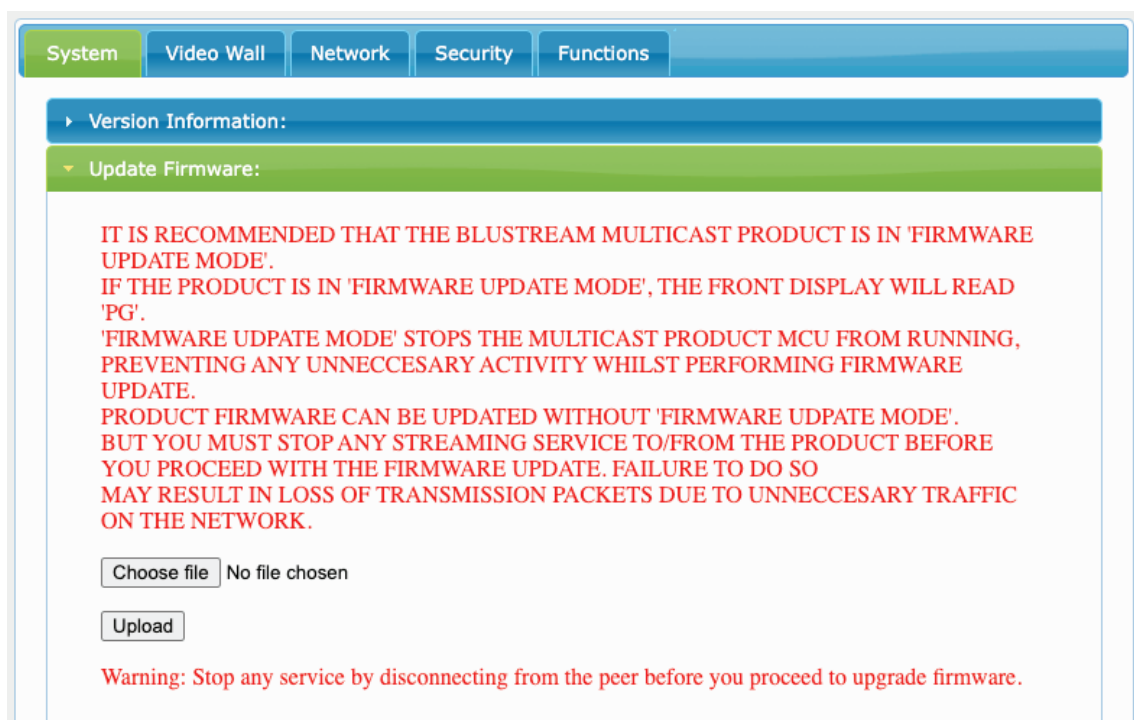 System Video Wall Network Security Functions
Version Information:
Update Firmware:
IT IS RECOMMENDED THAT THE BLUSTREAM MULTICAST PRODUCT IS IN 'FIRMWARE
UPDATE MODE'.
IF THE PRODUCT IS IN 'FIRMWARE UPDATE MODE', THE FRONT DISPLAY WILL READ
'PG'.
'FIRMWARE UDPATE MODE' STOPS THE MULTICAST PRODUCT MCU FROM RUNNING,
PREVENTING ANY UNNECCESARY ACTIVITY WHILST PERFORMING FIRMWARE
UPDATE.
PRODUCT FIRMWARE CAN BE UPDATED WITHOUT 'FIRMWARE UDPATE MODE'.
BUT YOU MUST STOP ANY STREAMING SERVICE TO/FROM THE PRODUCT BEFORE
YOU PROCEED WITH THE FIRMWARE UPDATE. FAILURE TO DO SO
MAY RESULT IN LOSS OF TRANSMISSION PACKETS DUE TO UNNECCESARY TRAFFIC
ON THE NETWORK.
Choose file No file chosen
Upload
Warning: Stop any service by disconnecting from the peer before you proceed to upgrade firmware.